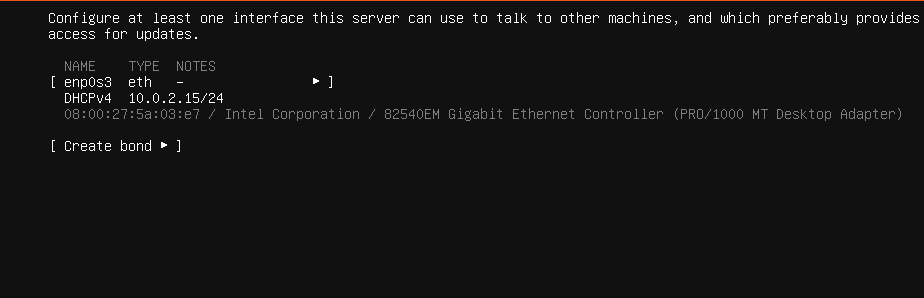 Configure at least one interface this server can use to talk to other machines, and which preferably provides
access for updates.
NAME TYPE NOTES
[ enp0s3 eth - ▸ ]
DHCPv4 10.0.2.15/24
08:00:27:5a:03:e7 / Intel Corporation / 82540EM Gigabit Ethernet Controller (PRO/1000 MT Desktop Adapter)
[ Create bond ▸ ]